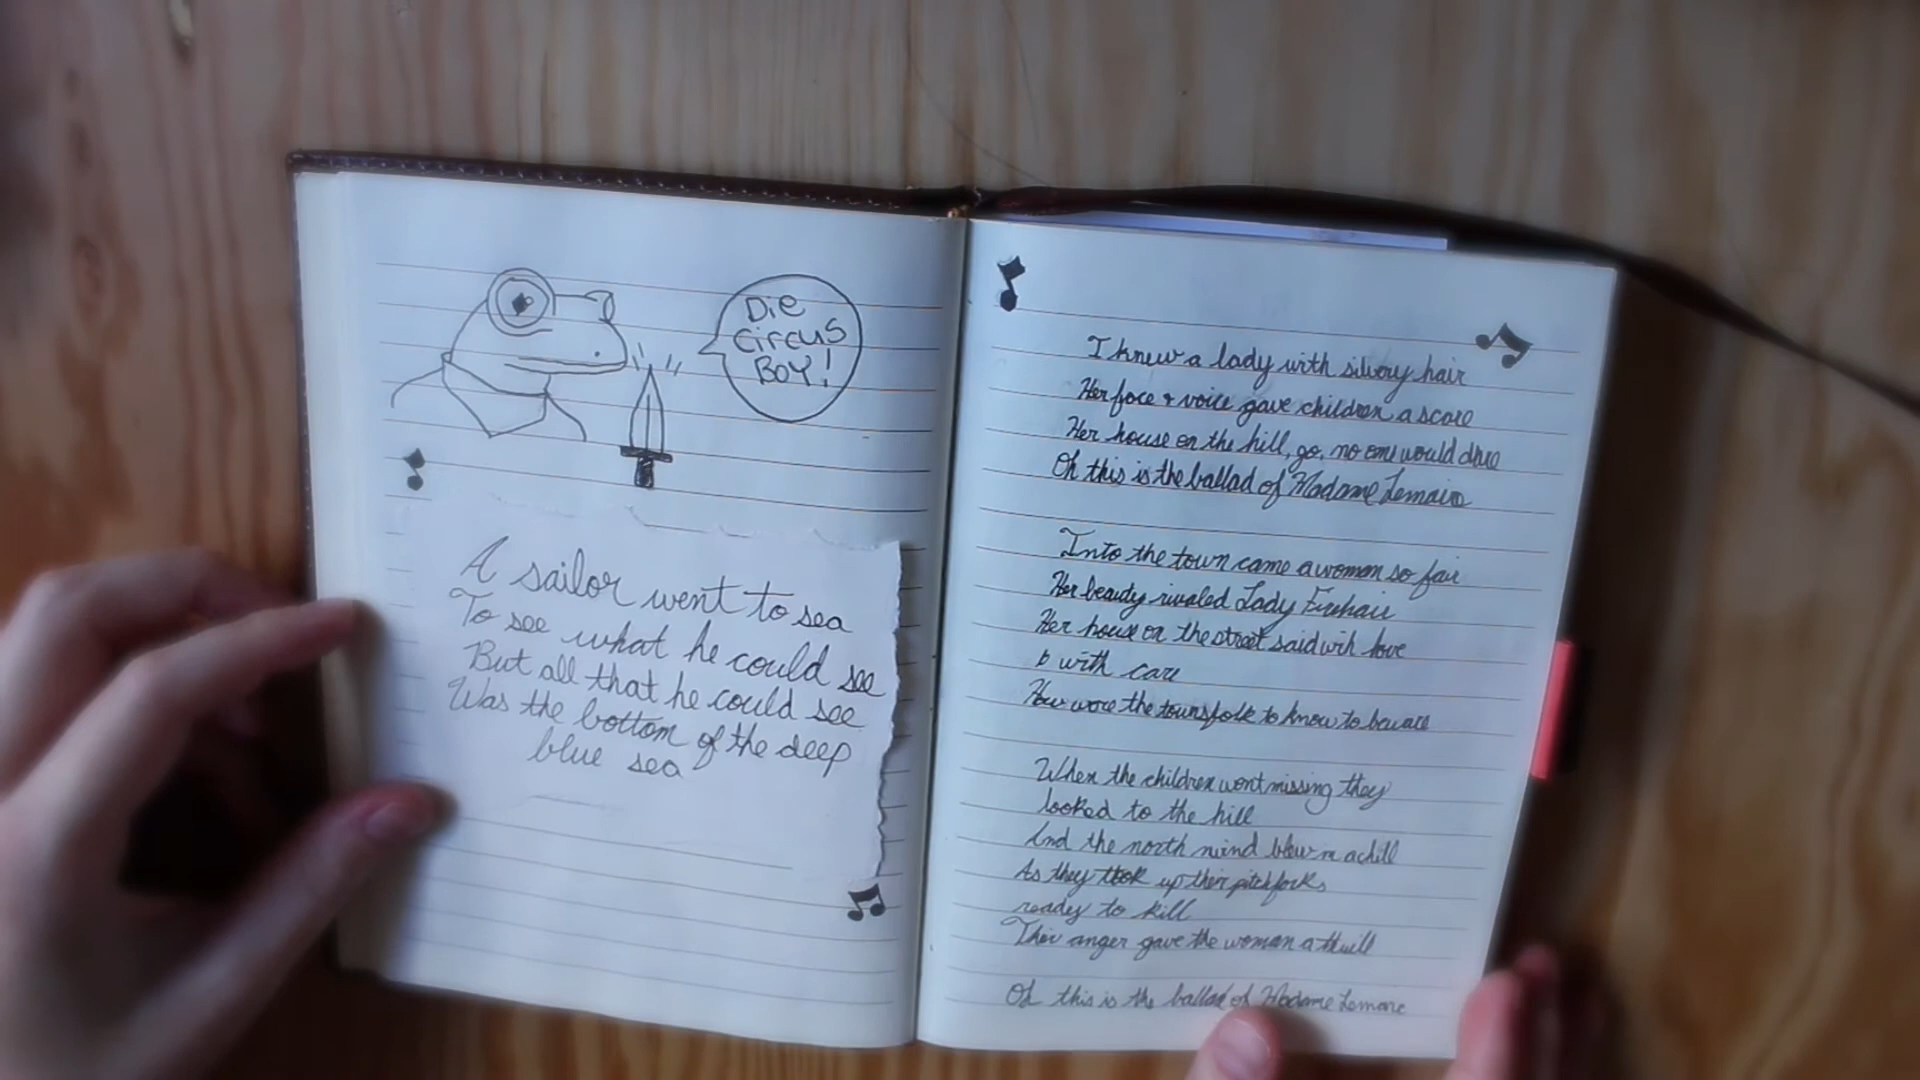 Die
Circus
Boy!
A sailor went to sea
To see what he could see
But all that he could see
Was the bottom of the deep
blue sea
I knew a lady with silvery hair
Her face + voice gave children a scare
Her house on the hill, go, no one would dare
Oh this is the ballad of Madame Lemaire
Into the town came a woman so fair
Her beauty rivaled Lady Firehair
Her house on the street said with love
& with care
How were the townsfolk to know to beware
When the children went missing they
looked to the hill
And the north wind blew in a chill
As they took up their pitchforks
ready to kill
Their anger gave the woman a thrill
Oh this is the ballad of Madame Lemare